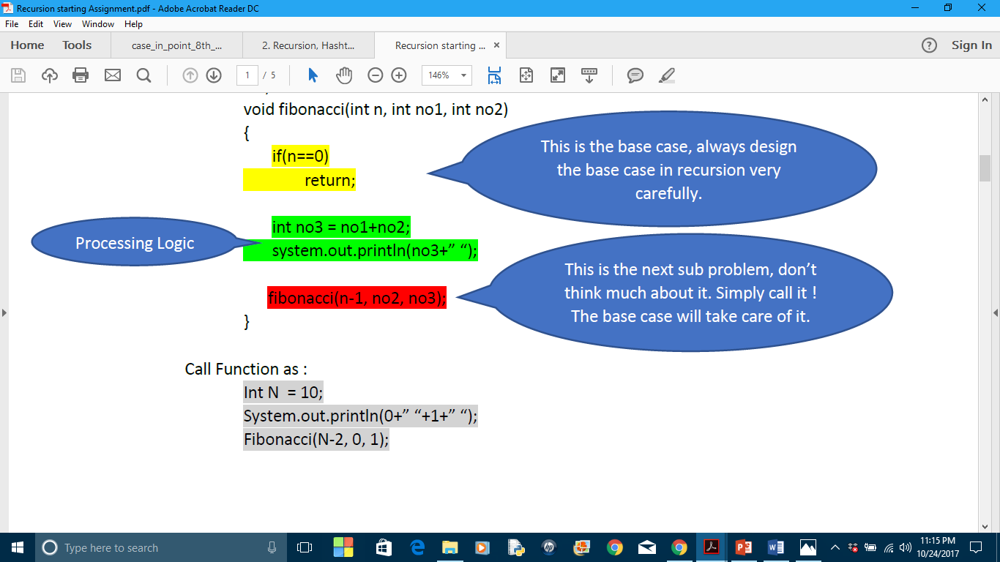 Recursion starting Assignment.pdf - Adobe Acrobat Reader DC
File Edit View Window Help
Home Tools case_in_point_8th_... 2. Recursion, Hasht... Recursion starting ... × Sign In
1 / 5 146%
void fibonacci(int n, int no1, int no2)
{
if(n==0)
return;
This is the base case, always design
the base case in recursion very
carefully.
int no3 = no1+no2;
system.out.println(no3+” “);
Processing Logic
fibonacci(n-1, no2, no3);
This is the next sub problem, don’t
think much about it. Simply call it !
The base case will take care of it.
}
Call Function as :
Int N = 10;
System.out.println(0+” “+1+” “);
Fibonacci(N-2, 0, 1);
Type here to search
11:15 PM
10/24/2017